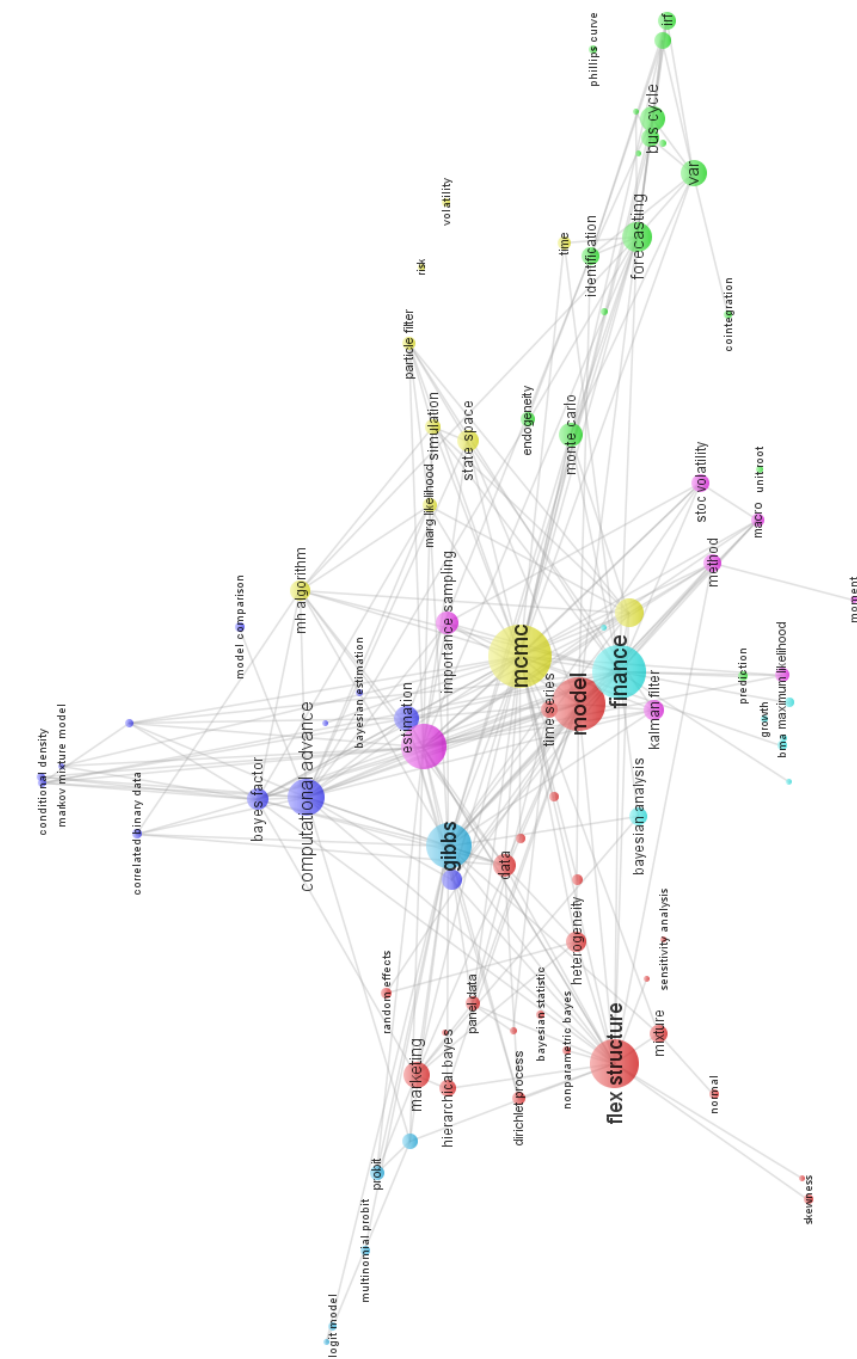 irf
phillips curve
bus cycle
var
volatility
forecasting
identification
time
risk
cointegration
particle filter
simulation
state space
endogeneity
monte carlo
marg likelihood
stoc volatility
unit root
macro
mh algorithm
method
moment
model comparison
importance sampling
mcmc
finance
prediction
maximum likelihood
bayesian estimation
estimation
time series
model
kalman filter
growth
bma
conditional density
markov mixture model
correlated binary data
bayes factor
computational advance
gibbs
data
bayesian analysis
heterogeneity
sensitivity analysis
random effects
panel data
bayesian statistic
nonparametric bayes
flex structure
mixture
marketing
hierarchical bayes
dirichlet process
normal
probit
skewness
multinomial probit
logit model